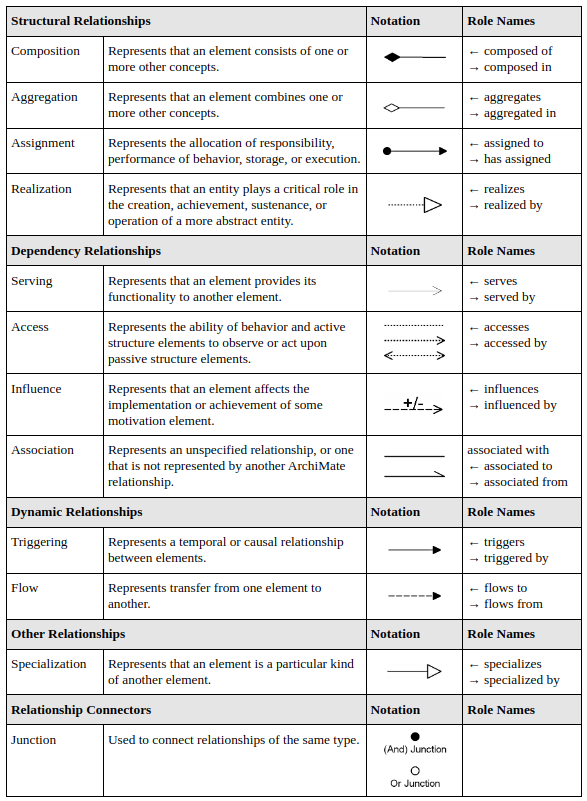 Structural Relationships Notation Role Names
Composition Represents that an element consists of one or ← composed of
more other concepts. → composed in
Aggregation Represents that an element combines one or ← aggregates
more other concepts. → aggregated in
Assignment Represents the allocation of responsibility, ← assigned to
performance of behavior, storage, or execution. → has assigned
Realization Represents that an entity plays a critical role in ← realizes
the creation, achievement, sustenance, or → realized by
operation of a more abstract entity.
Dependency Relationships Notation Role Names
Serving Represents that an element provides its ← serves
functionality to another element. → served by
Access Represents the ability of behavior and active ← accesses
structure elements to observe or act upon → accessed by
passive structure elements.
Influence Represents that an element affects the ← influences
implementation or achievement of some +/- → influenced by
motivation element.
Association Represents an unspecified relationship, or one associated with
that is not represented by another ArchiMate ← associated to
relationship. → associated from
Dynamic Relationships Notation Role Names
Triggering Represents a temporal or causal relationship ← triggers
between elements. → triggered by
Flow Represents transfer from one element to ← flows to
another. → flows from
Other Relationships Notation Role Names
Specialization Represents that an element is a particular kind ← specializes
of another element. → specialized by
Relationship Connectors Notation Role Names
Junction Used to connect relationships of the same type.
(And) Junction
Or Junction